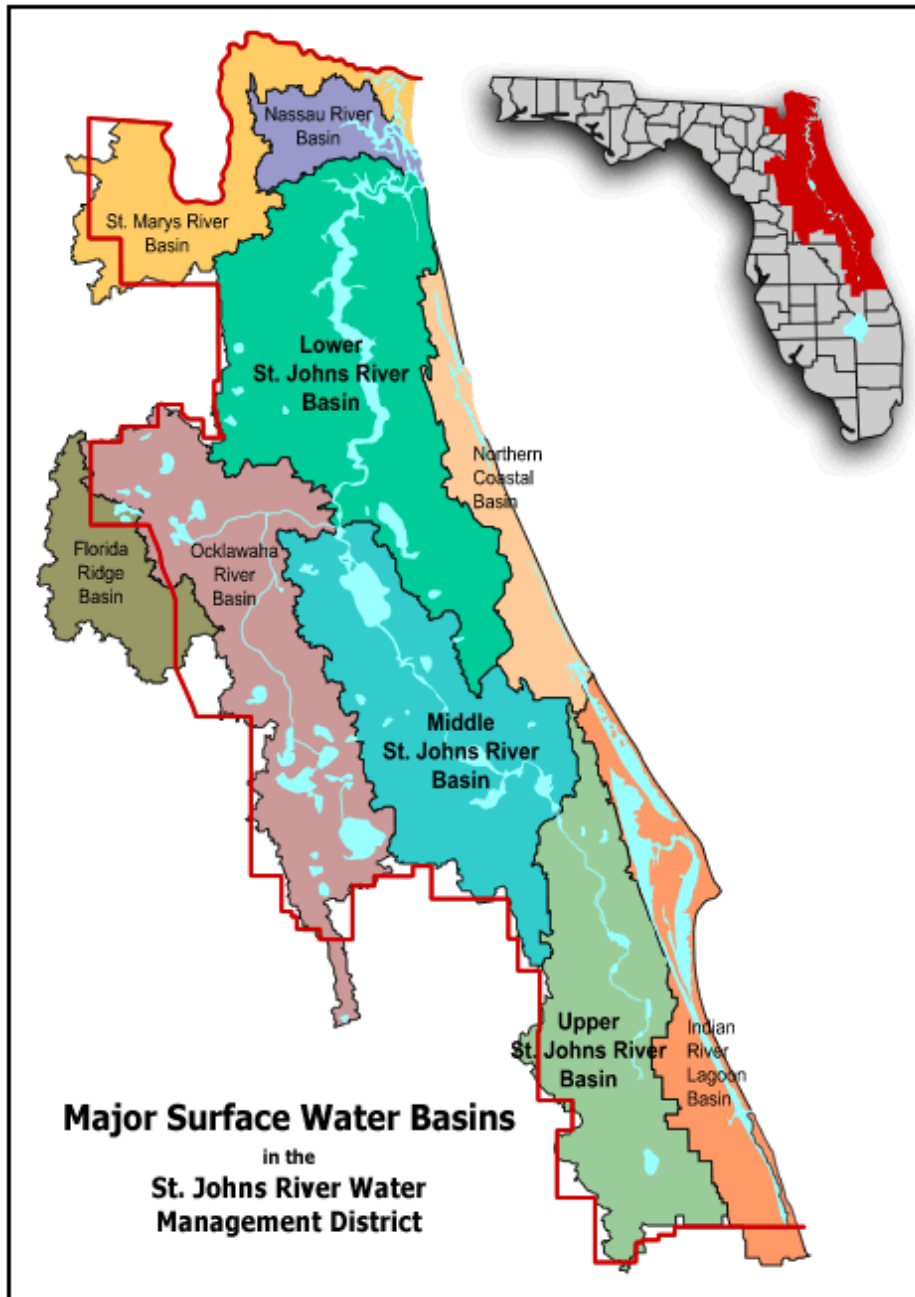 Nassau River
Basin
St. Marys River
Basin
Lower
St. Johns River
Basin
Northern
Coastal
Basin
Florida
Ridge
Basin
Ocklawaha
River
Basin
Middle
St. Johns River
Basin
Upper
St. Johns River
Basin
Indian
River
Lagoon
Basin
Major Surface Water Basins
in the
St. Johns River Water
Management District